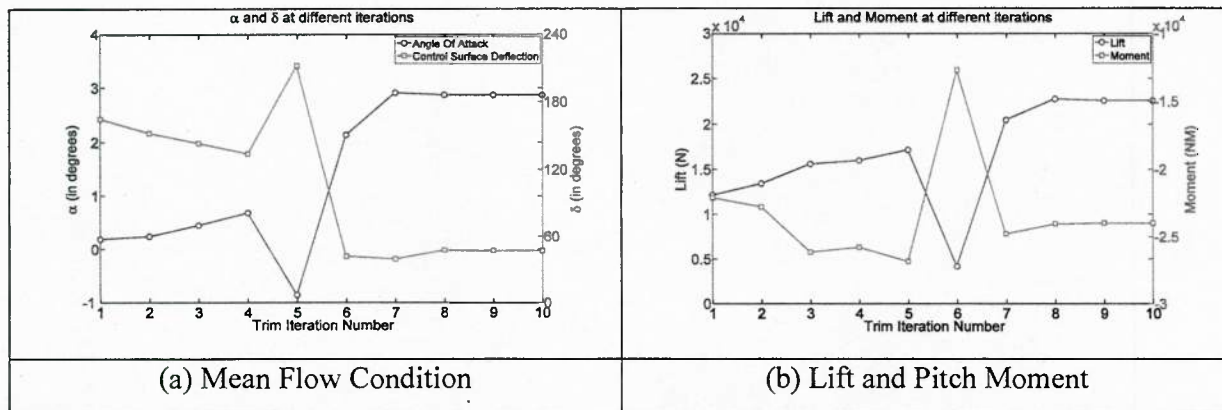 α and δ at different iterations
Angle Of Attack
Control Surface Deflection
4
3
2
1
0
-1
α (in degrees)
240
180
120
60
0
δ (in degrees)
1 2 3 4 5 6 7 8 9 10
Trim Iteration Number
(a) Mean Flow Condition
Lift and Moment at different iterations
x 10⁴
Lift
Moment
3
2.5
2
1.5
1
0.5
0
Lift (N)
x 10⁴
-1
-1.5
-2
-2.5
-3
Moment (NM)
1 2 3 4 5 6 7 8 9 10
Trim Iteration Number
(b) Lift and Pitch Moment